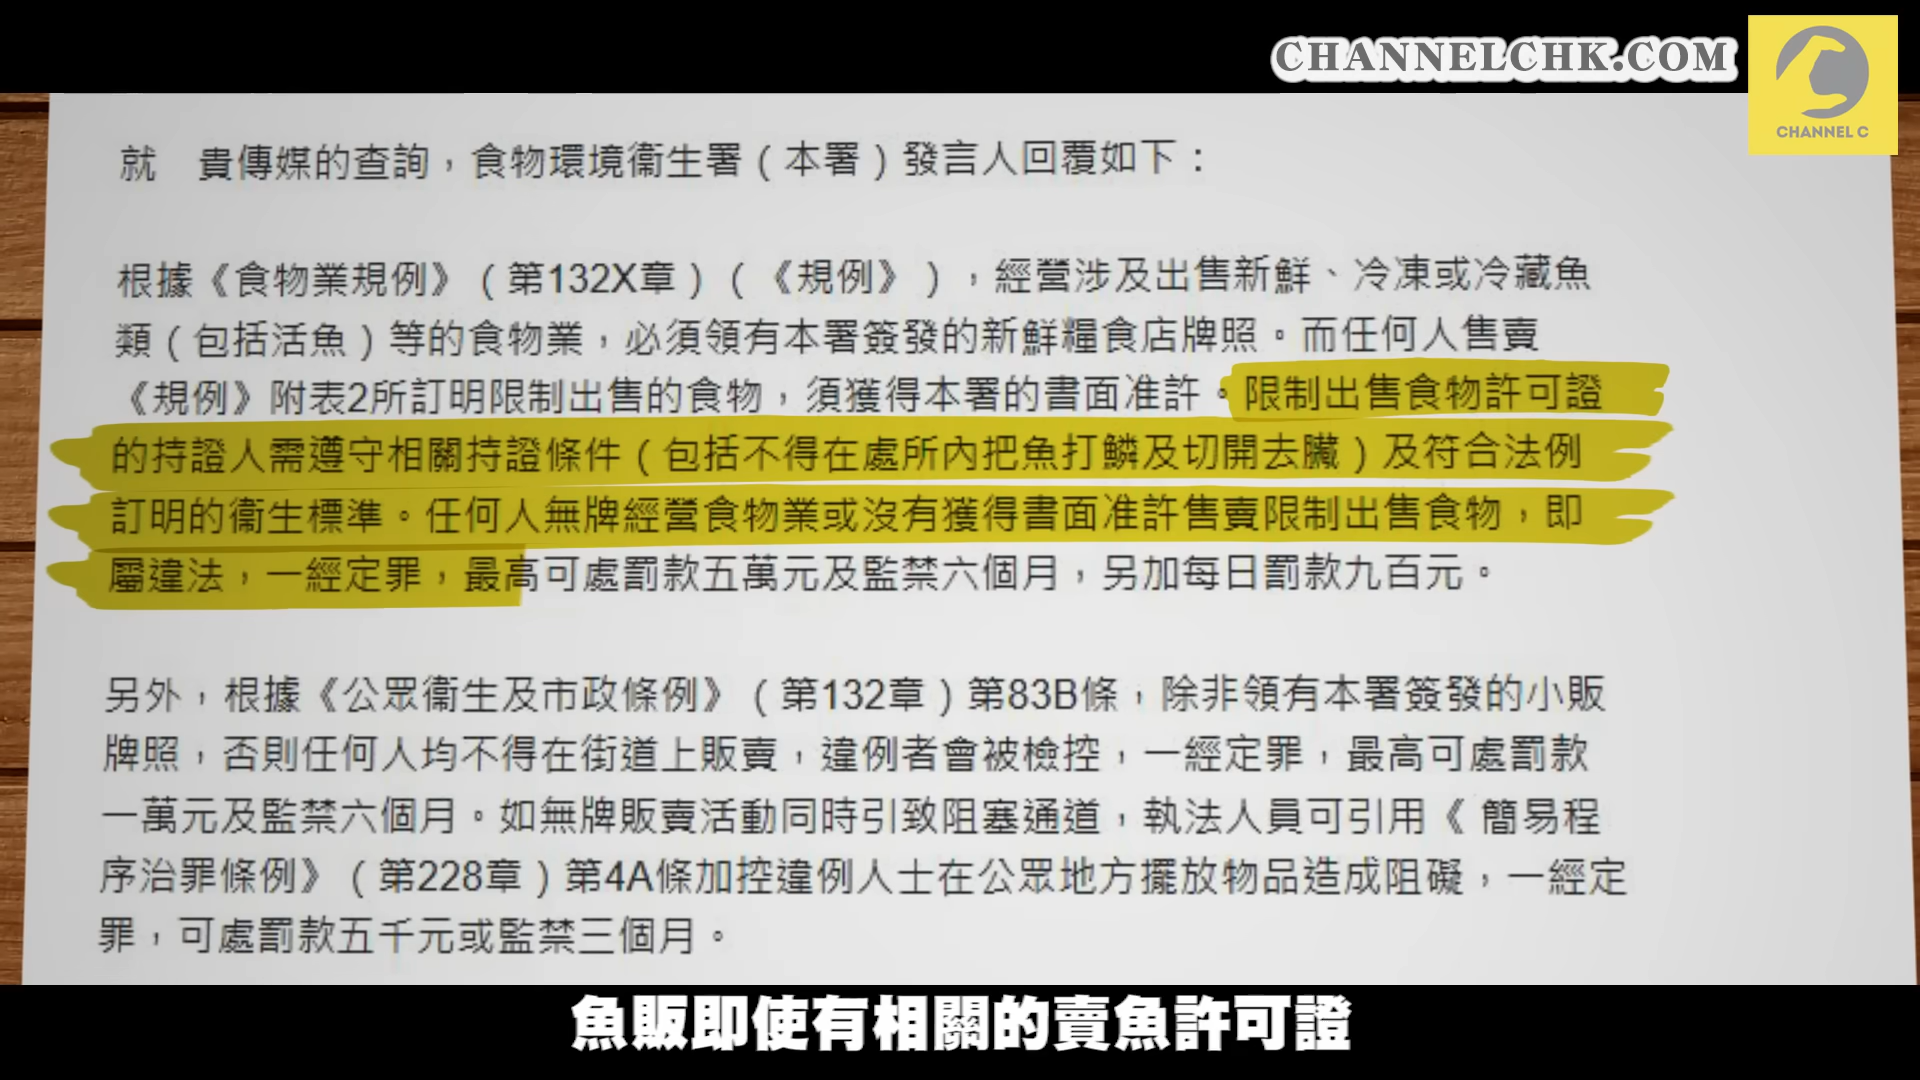 CHANNELCHK.COM
CHANNEL C
就　貴傳媒的查詢，食物環境衞生署（本署）發言人回覆如下：
根據《食物業規例》（第132X章）（《規例》），經營涉及出售新鮮、冷凍或冷藏魚
類（包括活魚）等的食物業，必須領有本署簽發的新鮮糧食店牌照。而任何人售賣
《規例》附表2所訂明限制出售的食物，須獲得本署的書面准許。限制出售食物許可證
的持證人需遵守相關持證條件（包括不得在處所內把魚打鱗及切開去臟）及符合法例
訂明的衞生標準。任何人無牌經營食物業或沒有獲得書面准許售賣限制出售食物，即
屬違法，一經定罪，最高可處罰款五萬元及監禁六個月，另加每日罰款九百元。
另外，根據《公眾衞生及市政條例》（第132章）第83B條，除非領有本署簽發的小販
牌照，否則任何人均不得在街道上販賣，違例者會被檢控，一經定罪，最高可處罰款
一萬元及監禁六個月。如無牌販賣活動同時引致阻塞通道，執法人員可引用《 簡易程
序治罪條例》（第228章）第4A條加控違例人士在公眾地方擺放物品造成阻礙，一經定
罪，可處罰款五千元或監禁三個月。
魚販即使有相關的賣魚許可證